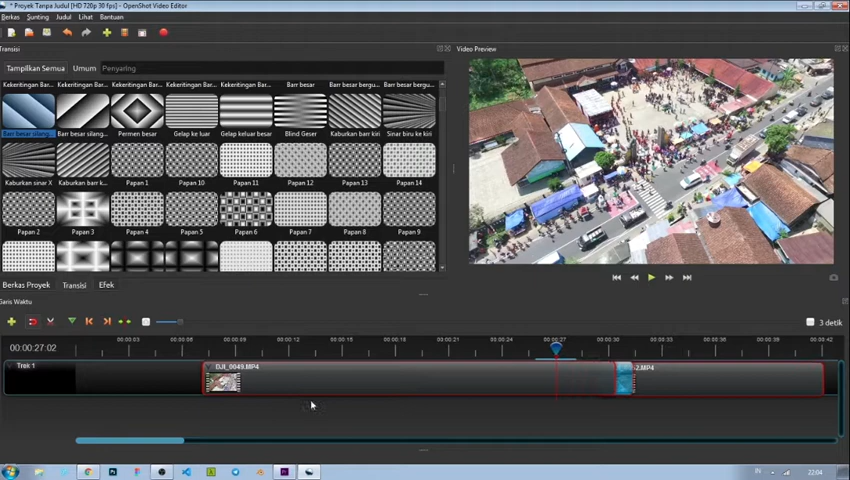 * Proyek Tanpa Judul [HD 720p 30 fps] - OpenShot Video Editor
Berkas Sunting Judul Lihat Bantuan
Transisi
Video Preview
Tampilkan Semua Umum Penyaring
Kekeritingan Bar... Kekeritingan Bar... Kekeritingan Bar... Kekeritingan Bar... Kekeritingan Bar... Barr besar Barr besar bergu... Barr besar bergu...
Barr besar silang... Barr besar silang... Permen besar Gelap ke luar Gelap keluar besar Blind Geser Kaburkan barr kiri Sinar biru ke kiri
Kaburkan sinar X Kaburkan barr k... Papan 1 Papan 10 Papan 11 Papan 12 Papan 13 Papan 14
Papan 2 Papan 3 Papan 4 Papan 5 Papan 6 Papan 7 Papan 8 Papan 9
Berkas Proyek Transisi Efek
Garis Waktu
3 detik
00:00:27:02
00:00:03 00:00:06 00:00:09 00:00:12 00:00:15 00:00:18 00:00:21 00:00:24 00:00:27 00:00:30 00:00:33 00:00:36 00:00:39 00:00:42
Trek 1
DJI_0049.MP4
-2.MP4
IN
22:04